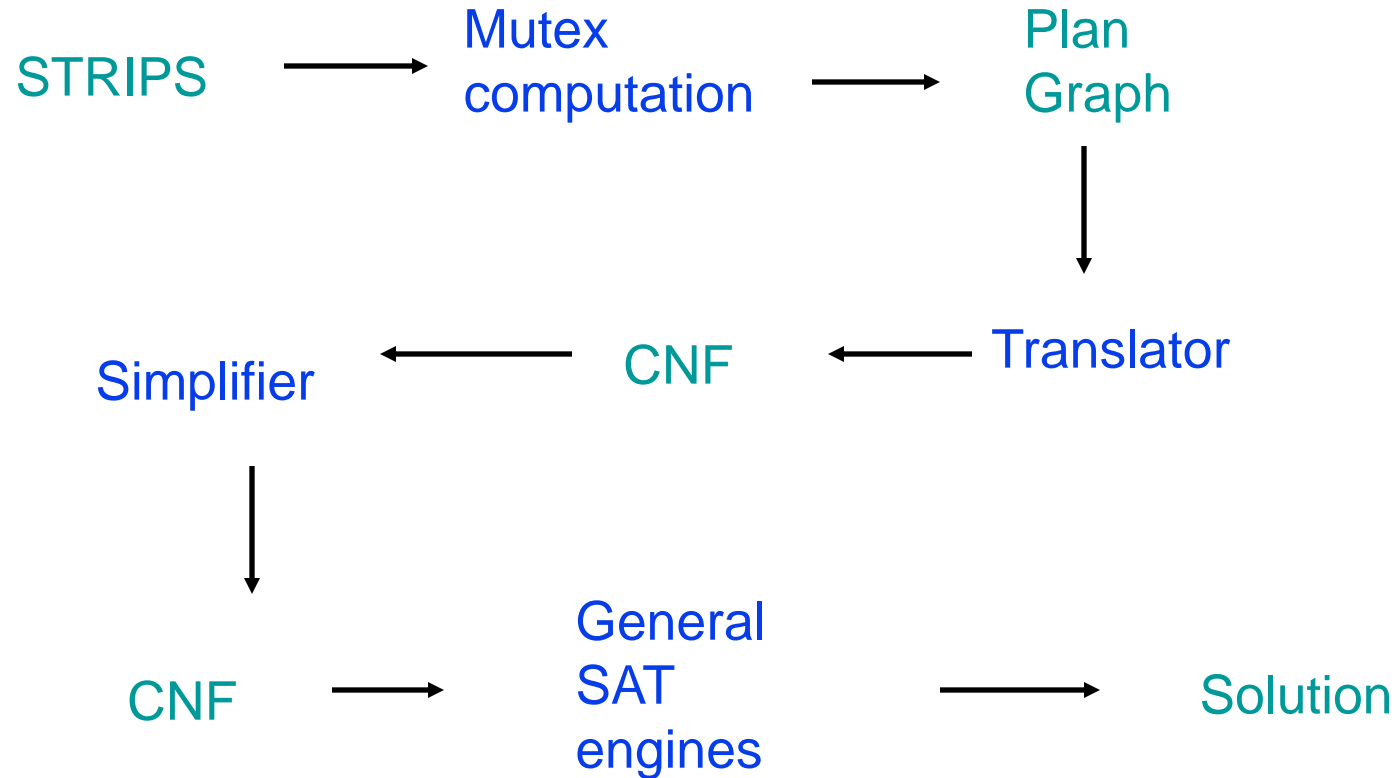 STRIPS
Mutex
computation
Plan
Graph
Translator
CNF
Simplifier
CNF
General
SAT
engines
Solution